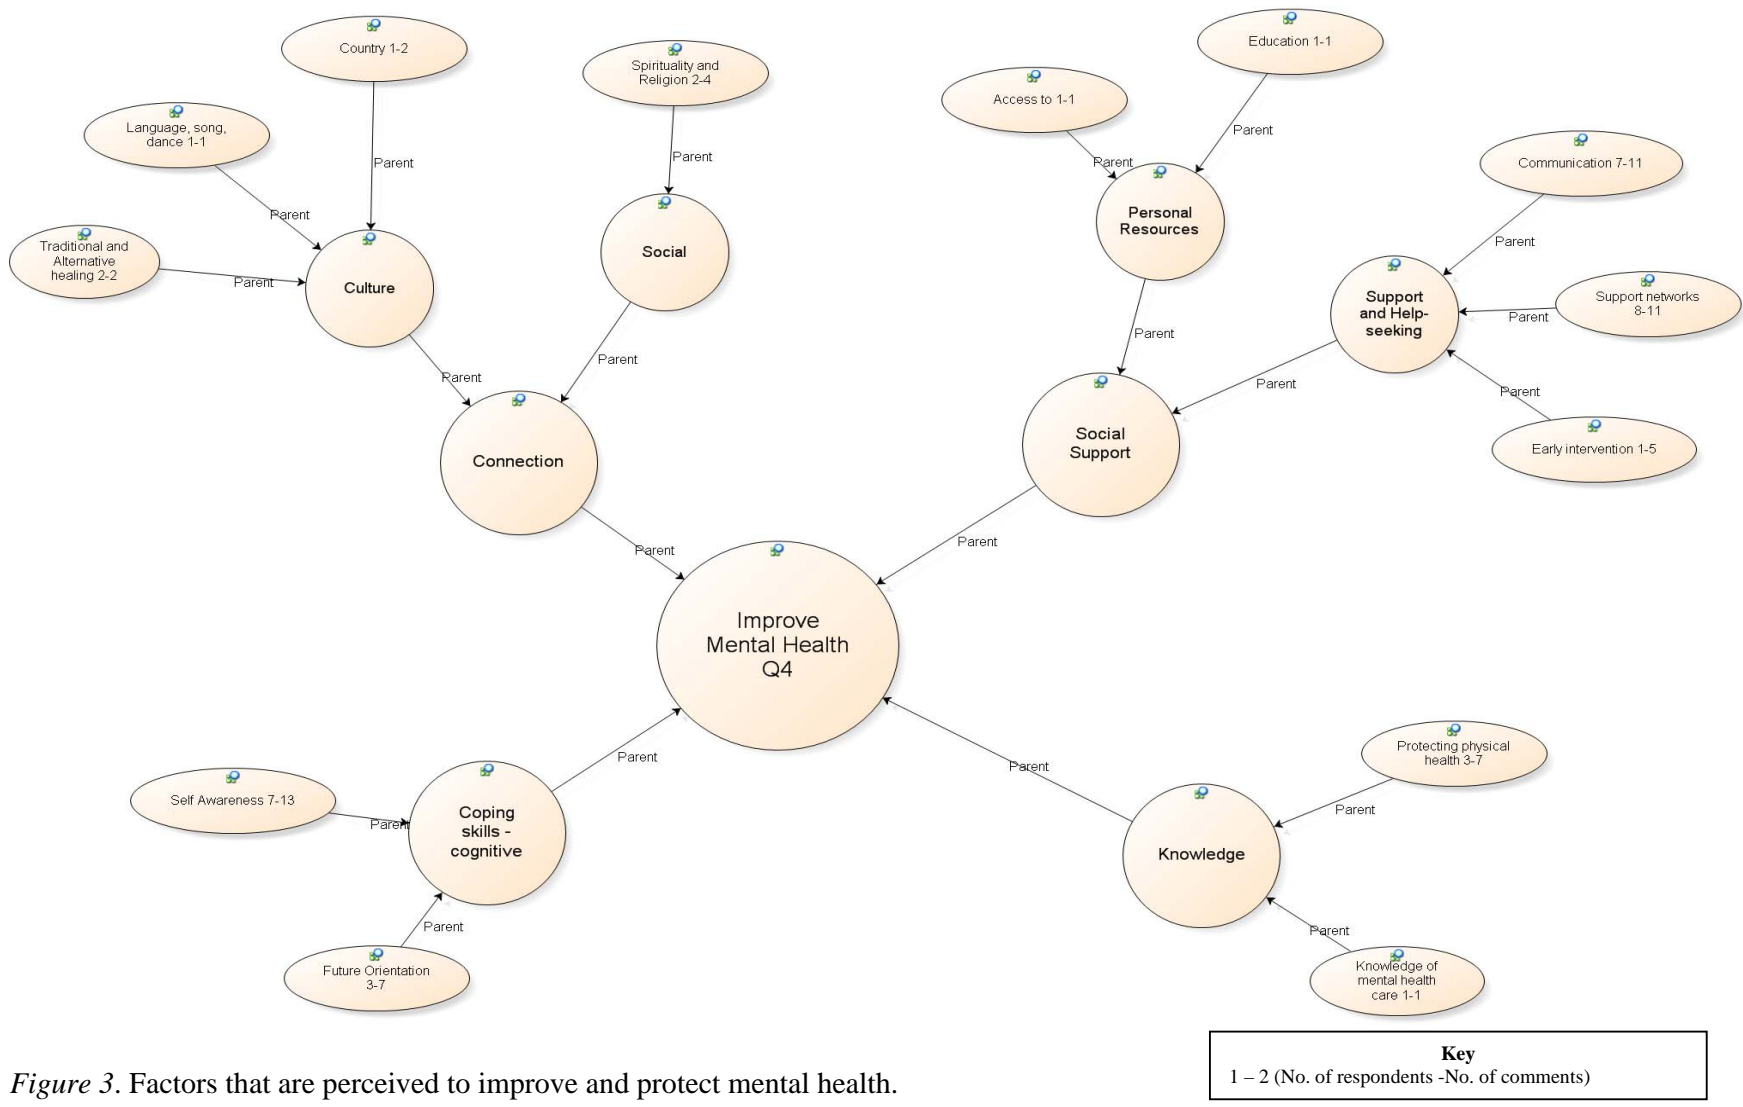 Country 1-2
Spirituality and
Religion 2-4
Education 1-1
Access to 1-1
Language, song,
dance 1-1
Parent
Parent
Parent
Parent
Communication 7-11
Parent
Traditional and
Alternative
healing 2-2
Parent
Culture
Social
Personal
Resources
Parent
Support
and Help-
seeking
Support networks
8-11
Parent
Parent
Parent
Parent
Parent
Parent
Early intervention 1-5
Connection
Social
Support
Parent
Parent
Improve
Mental Health
Q4
Parent
Parent
Protecting physical
health 3-7
Parent
Self Awareness 7-13
Parent
Coping
skills -
cognitive
Knowledge
Parent
Future Orientation
3-7
Parent
Knowledge of
mental health
care 1-1
Figure 3. Factors that are perceived to improve and protect mental health.
Key
1 – 2 (No. of respondents -No. of comments)